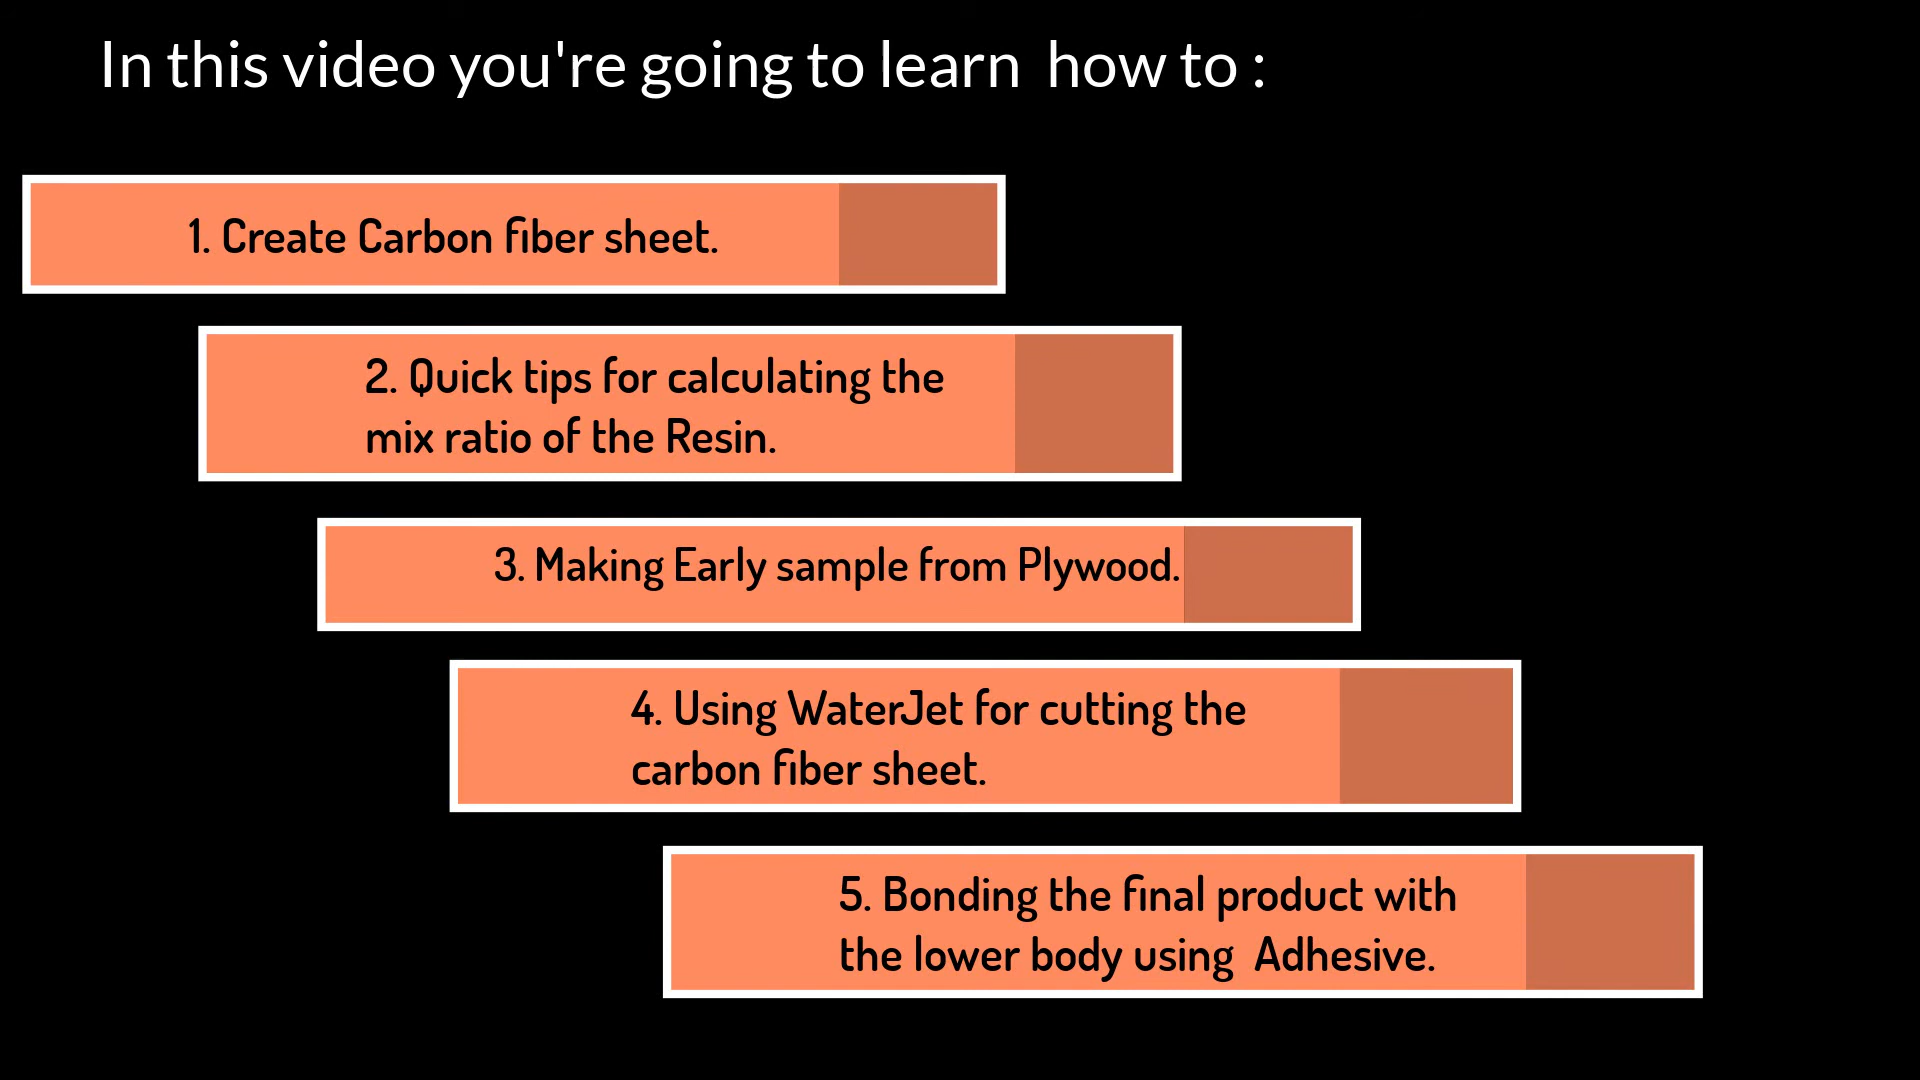 In this video you're going to learn  how to :
1. Create Carbon fiber sheet.
2. Quick tips for calculating the
mix ratio of the Resin.
3. Making Early sample from Plywood.
4. Using WaterJet for cutting the
carbon fiber sheet.
5. Bonding the final product with
the lower body using  Adhesive.